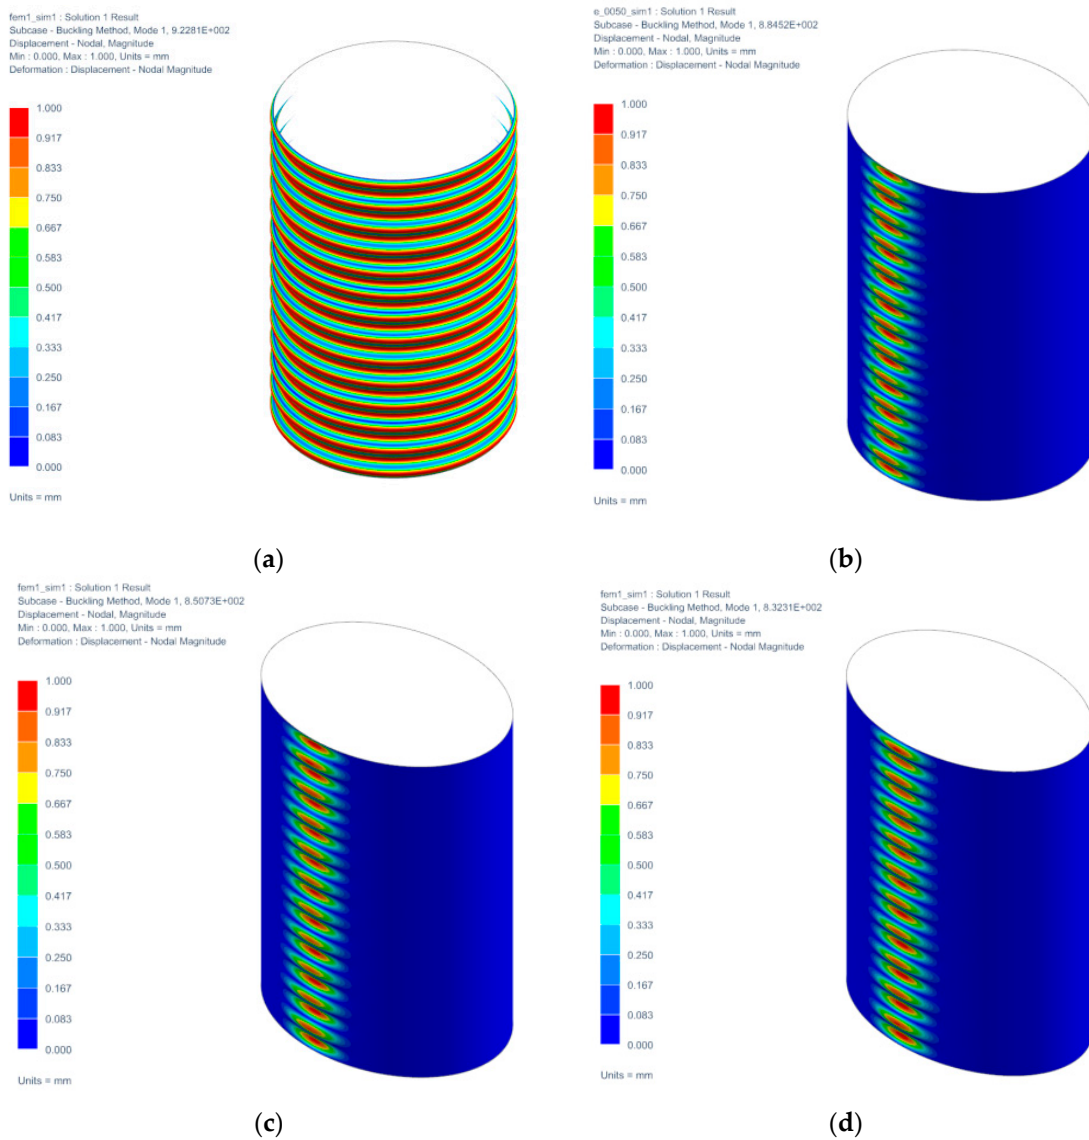 fem1_sim1 : Solution 1 Result
Subcase - Buckling Method, Mode 1, 9.2281E+002
Displacement - Nodal, Magnitude
Min : 0.000, Max : 1.000, Units = mm
Deformation : Displacement - Nodal Magnitude
1.000
0.917
0.833
0.750
0.667
0.583
0.500
0.417
0.333
0.250
0.167
0.083
0.000
Units = mm
(a)
e_0050_sim1 : Solution 1 Result
Subcase - Buckling Method, Mode 1, 8.8452E+002
Displacement - Nodal, Magnitude
Min : 0.000, Max : 1.000, Units = mm
Deformation : Displacement - Nodal Magnitude
1.000
0.917
0.833
0.750
0.667
0.583
0.500
0.417
0.333
0.250
0.167
0.083
0.000
Units = mm
(b)
fem1_sim1 : Solution 1 Result
Subcase - Buckling Method, Mode 1, 8.5073E+002
Displacement - Nodal, Magnitude
Min : 0.000, Max : 1.000, Units = mm
Deformation : Displacement - Nodal Magnitude
1.000
0.917
0.833
0.750
0.667
0.583
0.500
0.417
0.333
0.250
0.167
0.083
0.000
Units = mm
(c)
fem1_sim1 : Solution 1 Result
Subcase - Buckling Method, Mode 1, 8.3231E+002
Displacement - Nodal, Magnitude
Min : 0.000, Max : 1.000, Units = mm
Deformation : Displacement - Nodal Magnitude
1.000
0.917
0.833
0.750
0.667
0.583
0.500
0.417
0.333
0.250
0.167
0.083
0.000
Units = mm
(d)